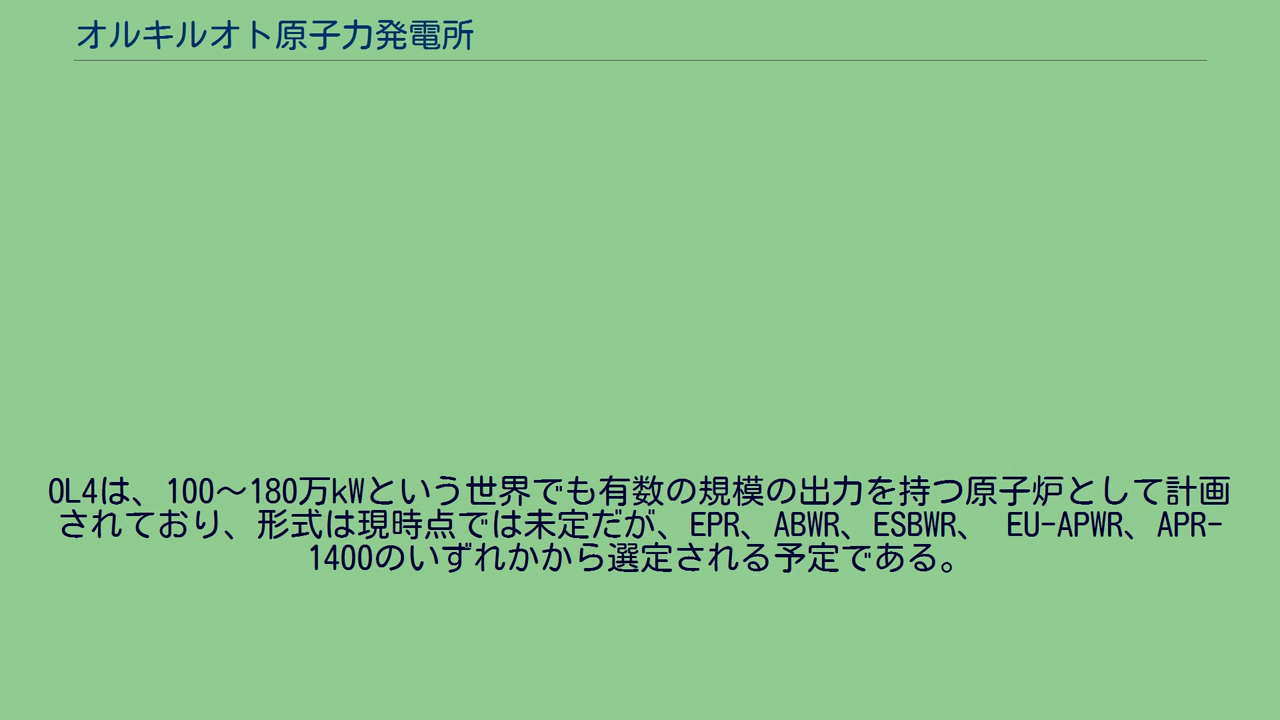 オルキルオト原子力発電所
OL4は、100～180万kWという世界でも有数の規模の出力を持つ原子炉として計画
されており、形式は現時点では未定だが、EPR、ABWR、ESBWR、 EU-APWR、APR-
1400のいずれかから選定される予定である。